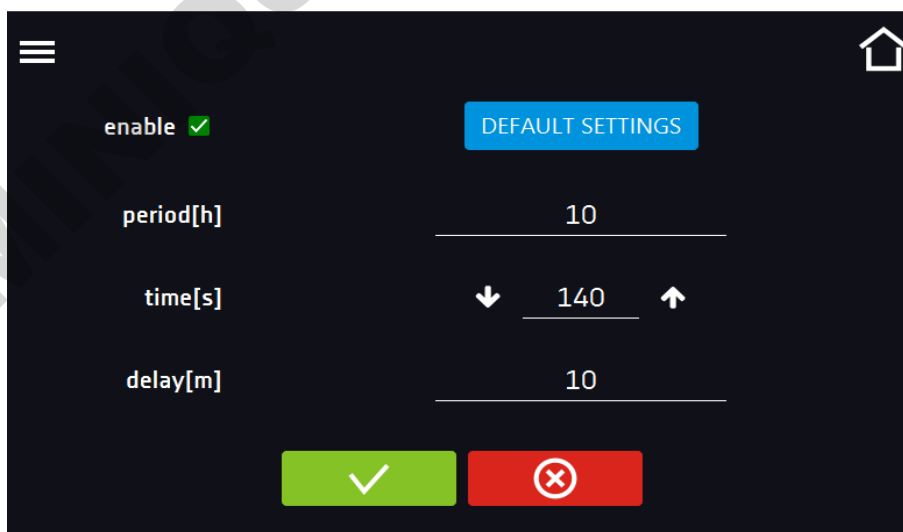 enable
DEFAULT SETTINGS
period[h] 10
time[s] 140
delay[m] 10